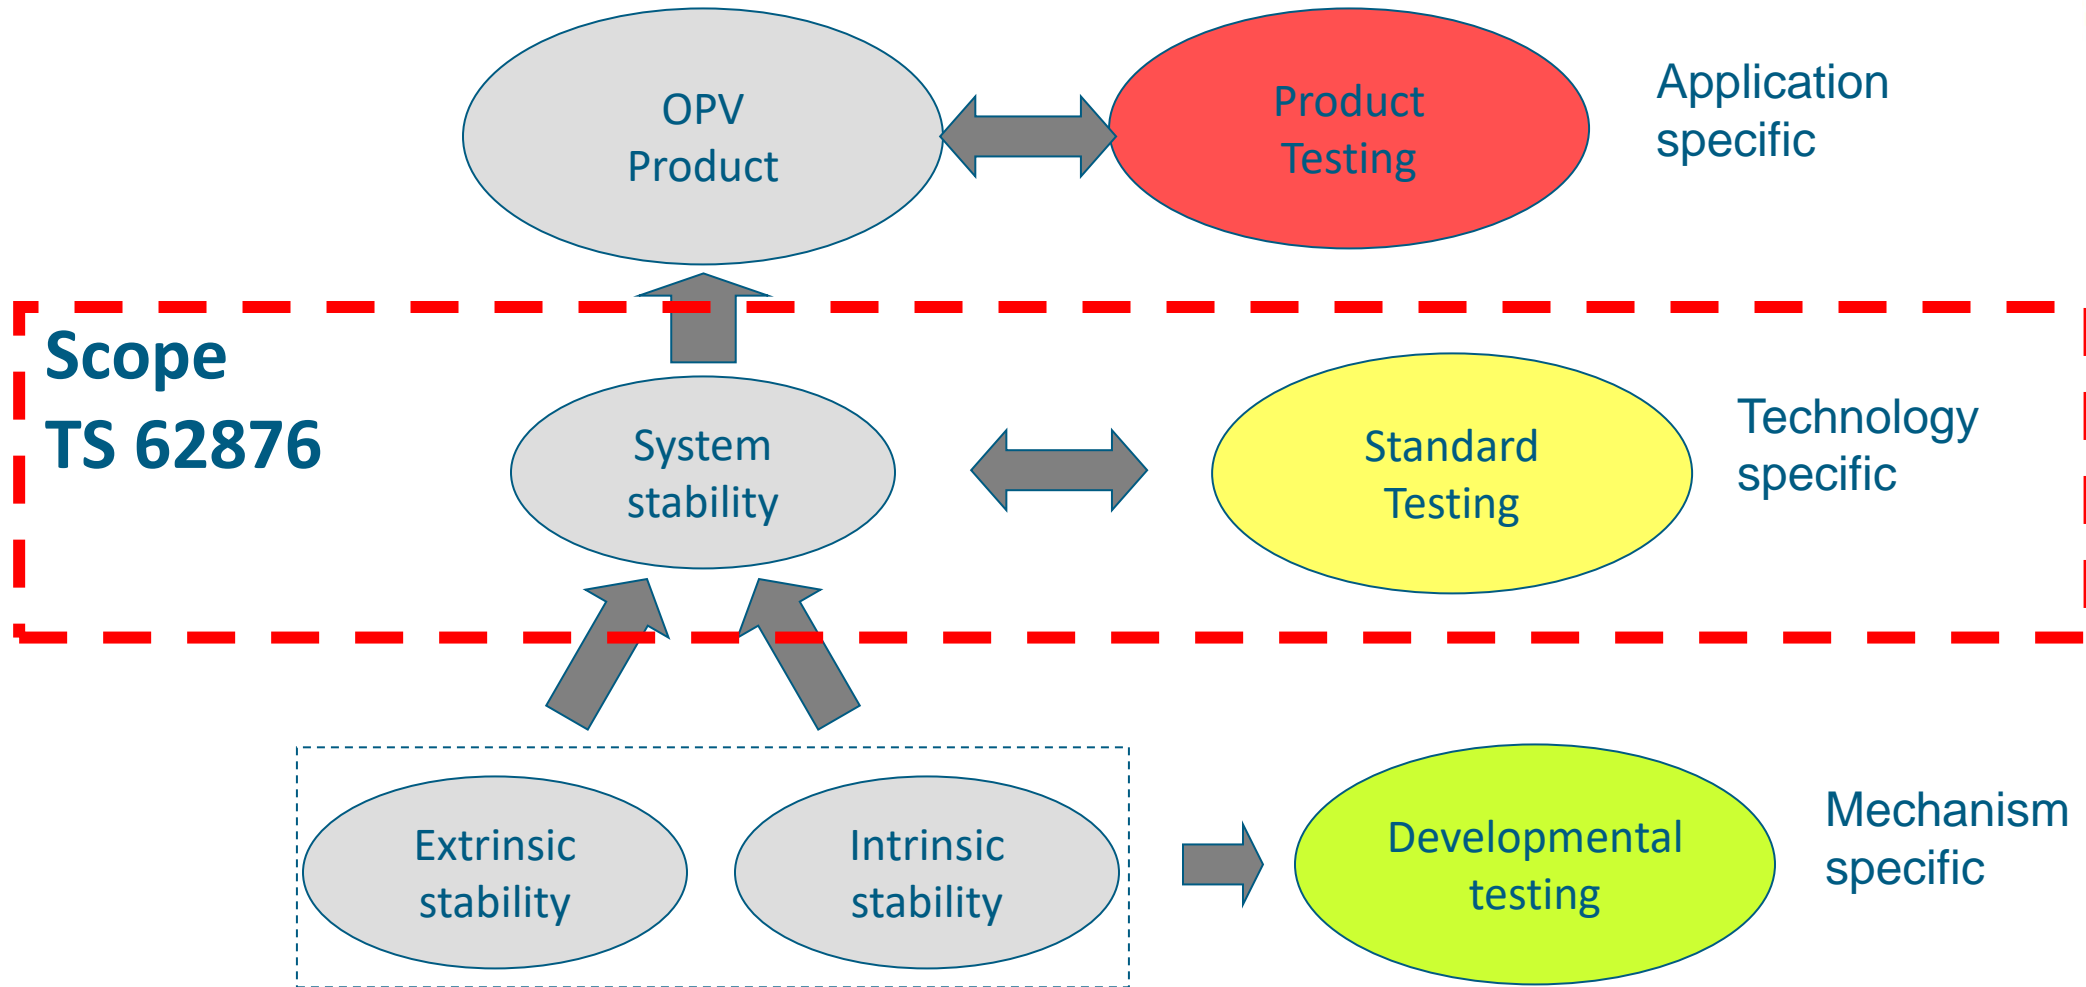 OPV
Product
Product
Testing
Application
specific
Scope
TS 62876
System
stability
Standard
Testing
Technology
specific
Extrinsic
stability
Intrinsic
stability
Developmental
testing
Mechanism
specific